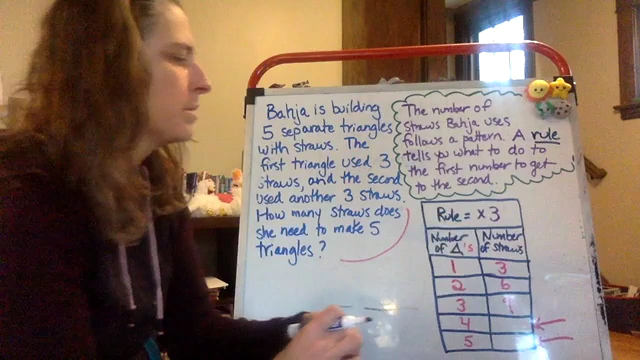 Bahja is building
5 separate triangles
with straws. The
first triangle used 3
straws, and the second
used another 3 straws.
How many straws does
she need to make 5
triangles?
The number of
straws Bahja uses
follows a pattern. A rule
tells you what to do to
the first number to get
to the second.
Rule = x 3
Number of Δ's Number of straws
1 3
2 6
3 9
4
5